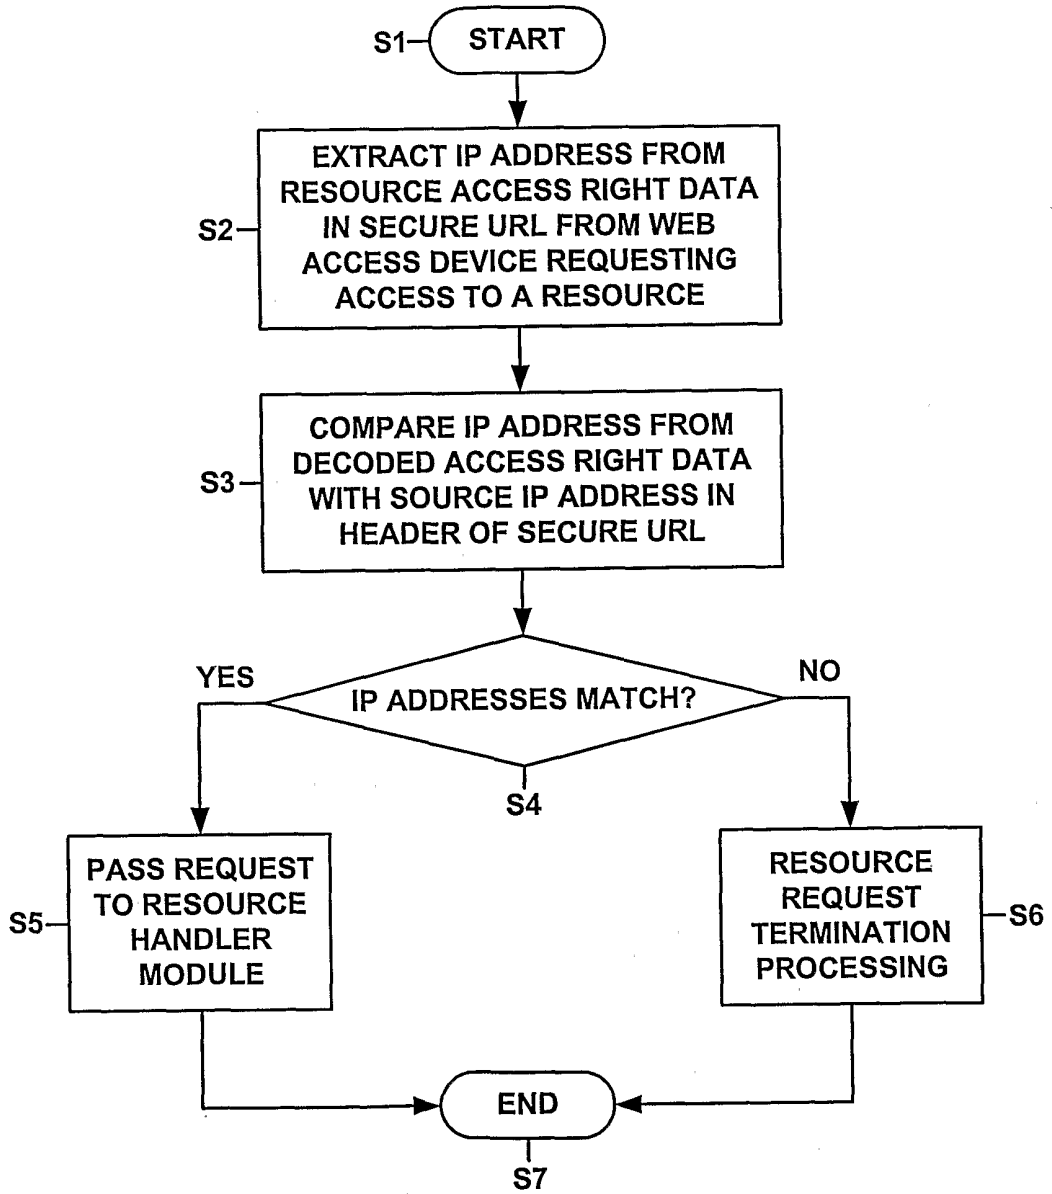 S1
START
EXTRACT IP ADDRESS FROM
RESOURCE ACCESS RIGHT DATA
IN SECURE URL FROM WEB
ACCESS DEVICE REQUESTING
ACCESS TO A RESOURCE
S2
COMPARE IP ADDRESS FROM
DECODED ACCESS RIGHT DATA
WITH SOURCE IP ADDRESS IN
HEADER OF SECURE URL
S3
YES
NO
IP ADDRESSES MATCH?
S4
PASS REQUEST
TO RESOURCE
HANDLER
MODULE
S5
RESOURCE
REQUEST
TERMINATION
PROCESSING
S6
END
S7